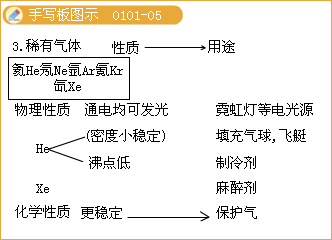 手写板图示 0101-05
3.稀有气体 性质 用途
氦He氖Ne氩Ar氪Kr
氙Xe
物理性质 通电均可发光 霓虹灯等电光源
(密度小稳定) 填充气球,飞艇
He
沸点低 制冷剂
Xe 麻醉剂
化学性质 更稳定 保护气